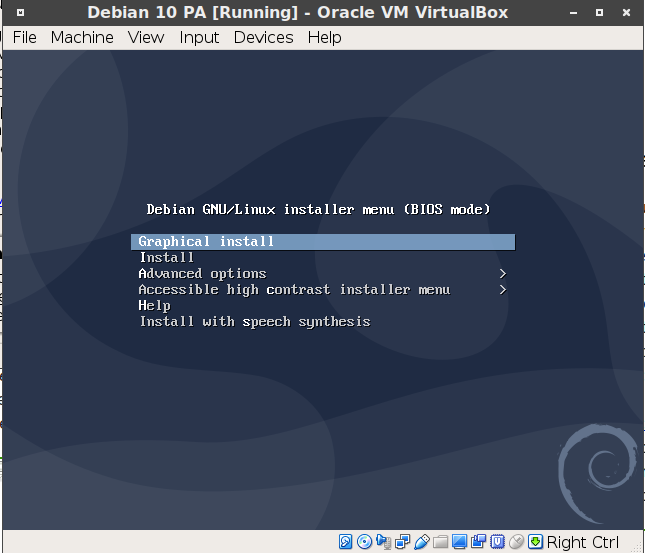 Debian 10 PA [Running] - Oracle VM VirtualBox
File Machine View Input Devices Help
Debian GNU/Linux installer menu (BIOS mode)
Graphical install
Install
Advanced options >
Accessible high contrast installer menu >
Help
Install with speech synthesis
Right Ctrl